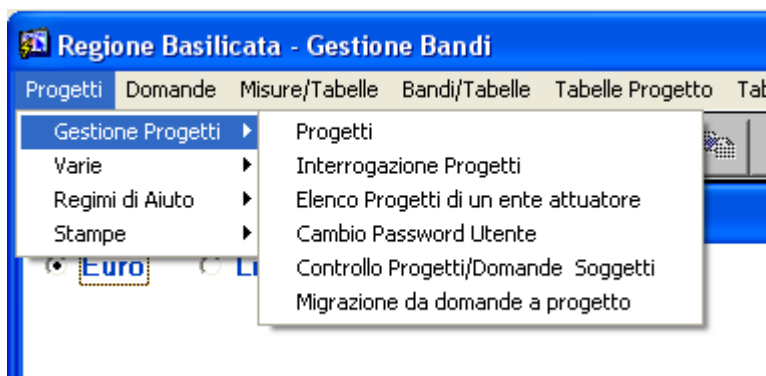 Regione Basilicata - Gestione Bandi
Progetti Domande Misure/Tabelle Bandi/Tabelle Tabelle Progetto
Gestione Progetti
Varie
Regimi di Aiuto
Stampe
Progetti
Interrogazione Progetti
Elenco Progetti di un ente attuatore
Cambio Password Utente
Controllo Progetti/Domande Soggetti
Migrazione da domande a progetto
Euro